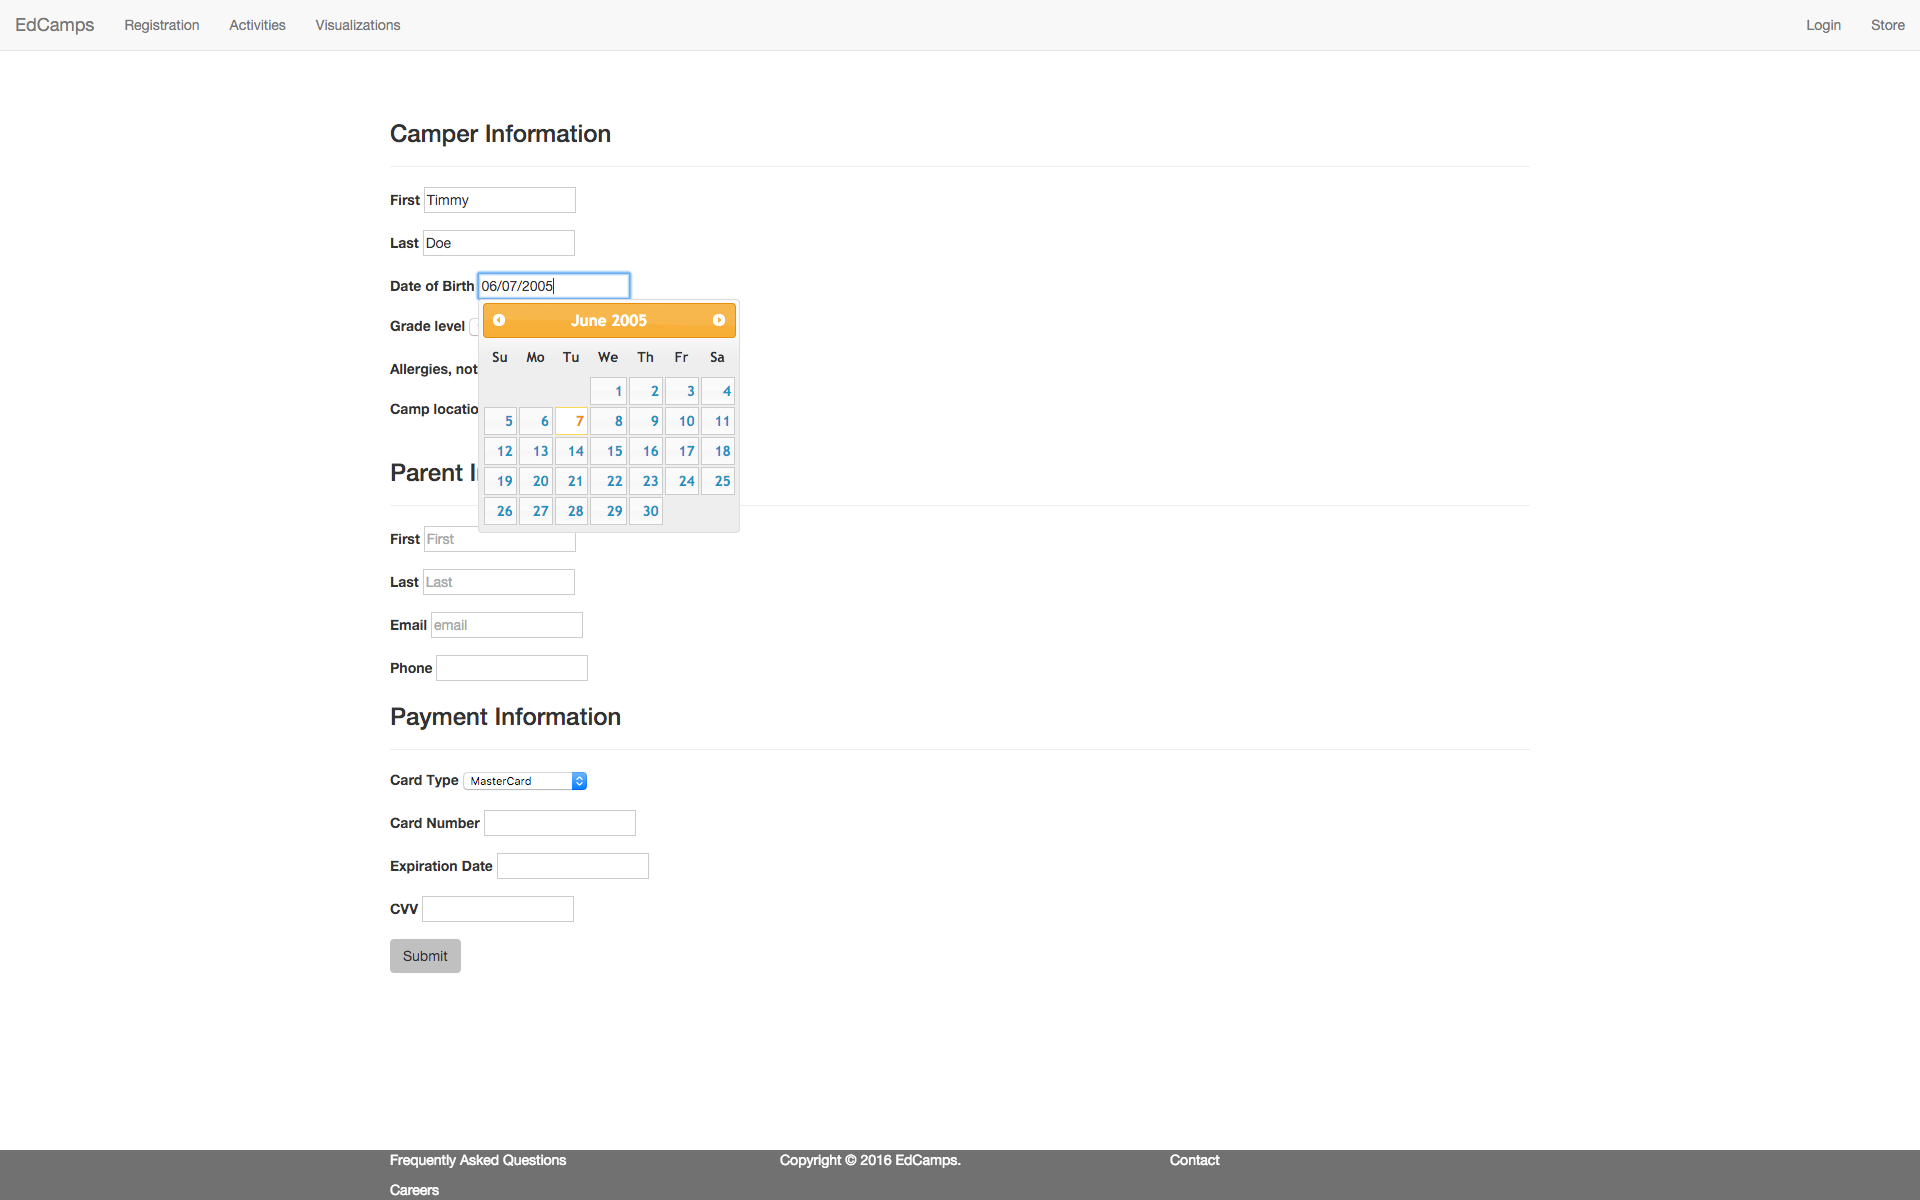 EdCamps Registration Activities Visualizations Login Store
Camper Information
First Timmy
Last Doe
Date of Birth 06/07/2005
June 2005
Grade level
Su Mo Tu We Th Fr Sa
Allergies, not
1 2 3 4
Camp locatio
5 6 7 8 9 10 11
12 13 14 15 16 17 18
Parent I
19 20 21 22 23 24 25
26 27 28 29 30
First First
Last Last
Email email
Phone
Payment Information
Card Type MasterCard
Card Number
Expiration Date
CVV
Submit
Frequently Asked Questions Copyright © 2016 EdCamps. Contact
Careers